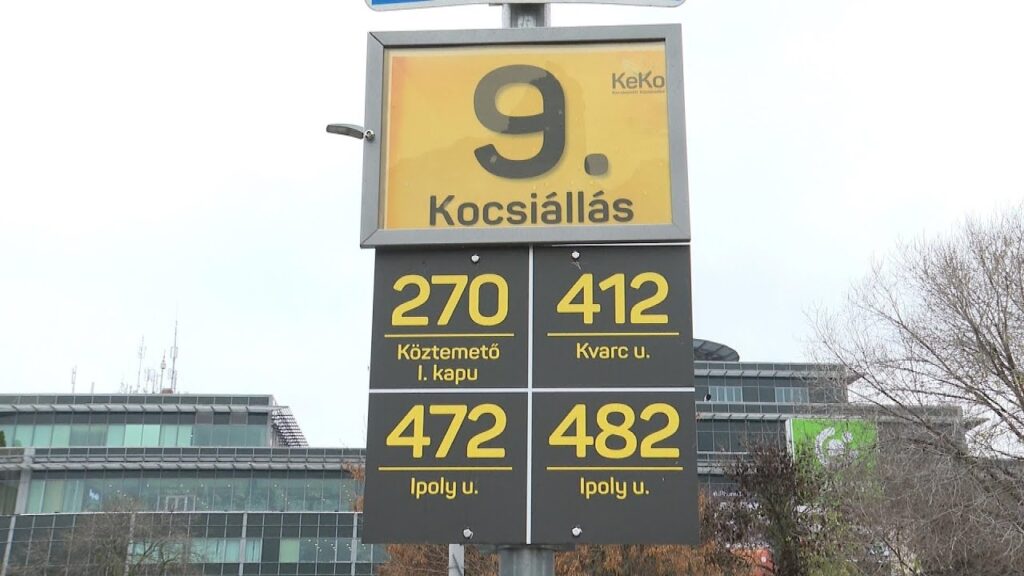 9.
KeKo
Kocsiállás
270
Köztemető
I. kapu
412
Kvarc u.
472
Ipoly u.
482
Ipoly u.